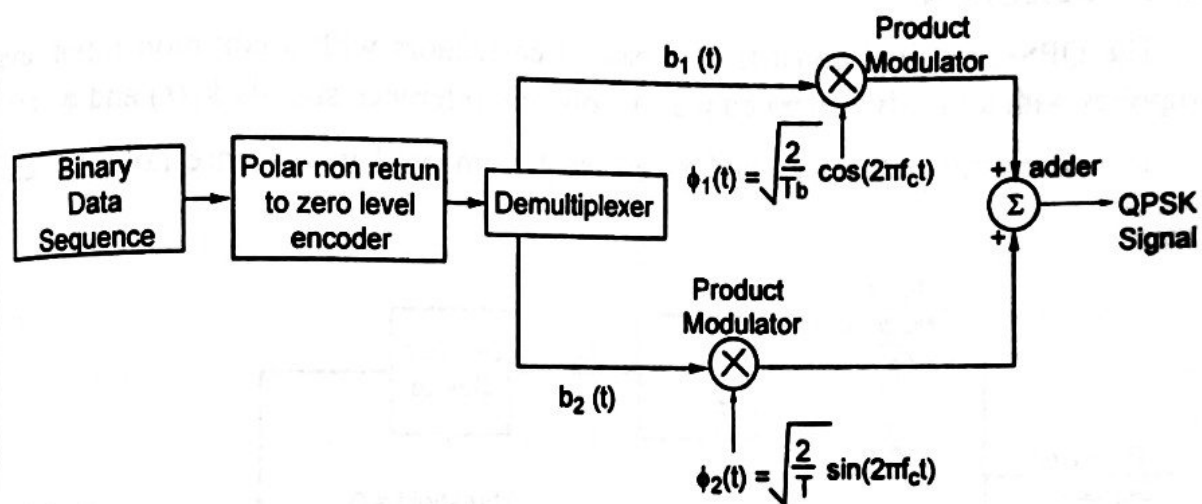 Binary
Data
Sequence
Polar non retrun
to zero level
encoder
Demultiplexer
b₁ (t)
Product
Modulator
ϕ₁(t) = √(2/Tb) cos(2πf꜀t)
Product
Modulator
b₂ (t)
ϕ₂(t) = √(2/T) sin(2πf꜀t)
+ adder
Σ
+
QPSK
Signal